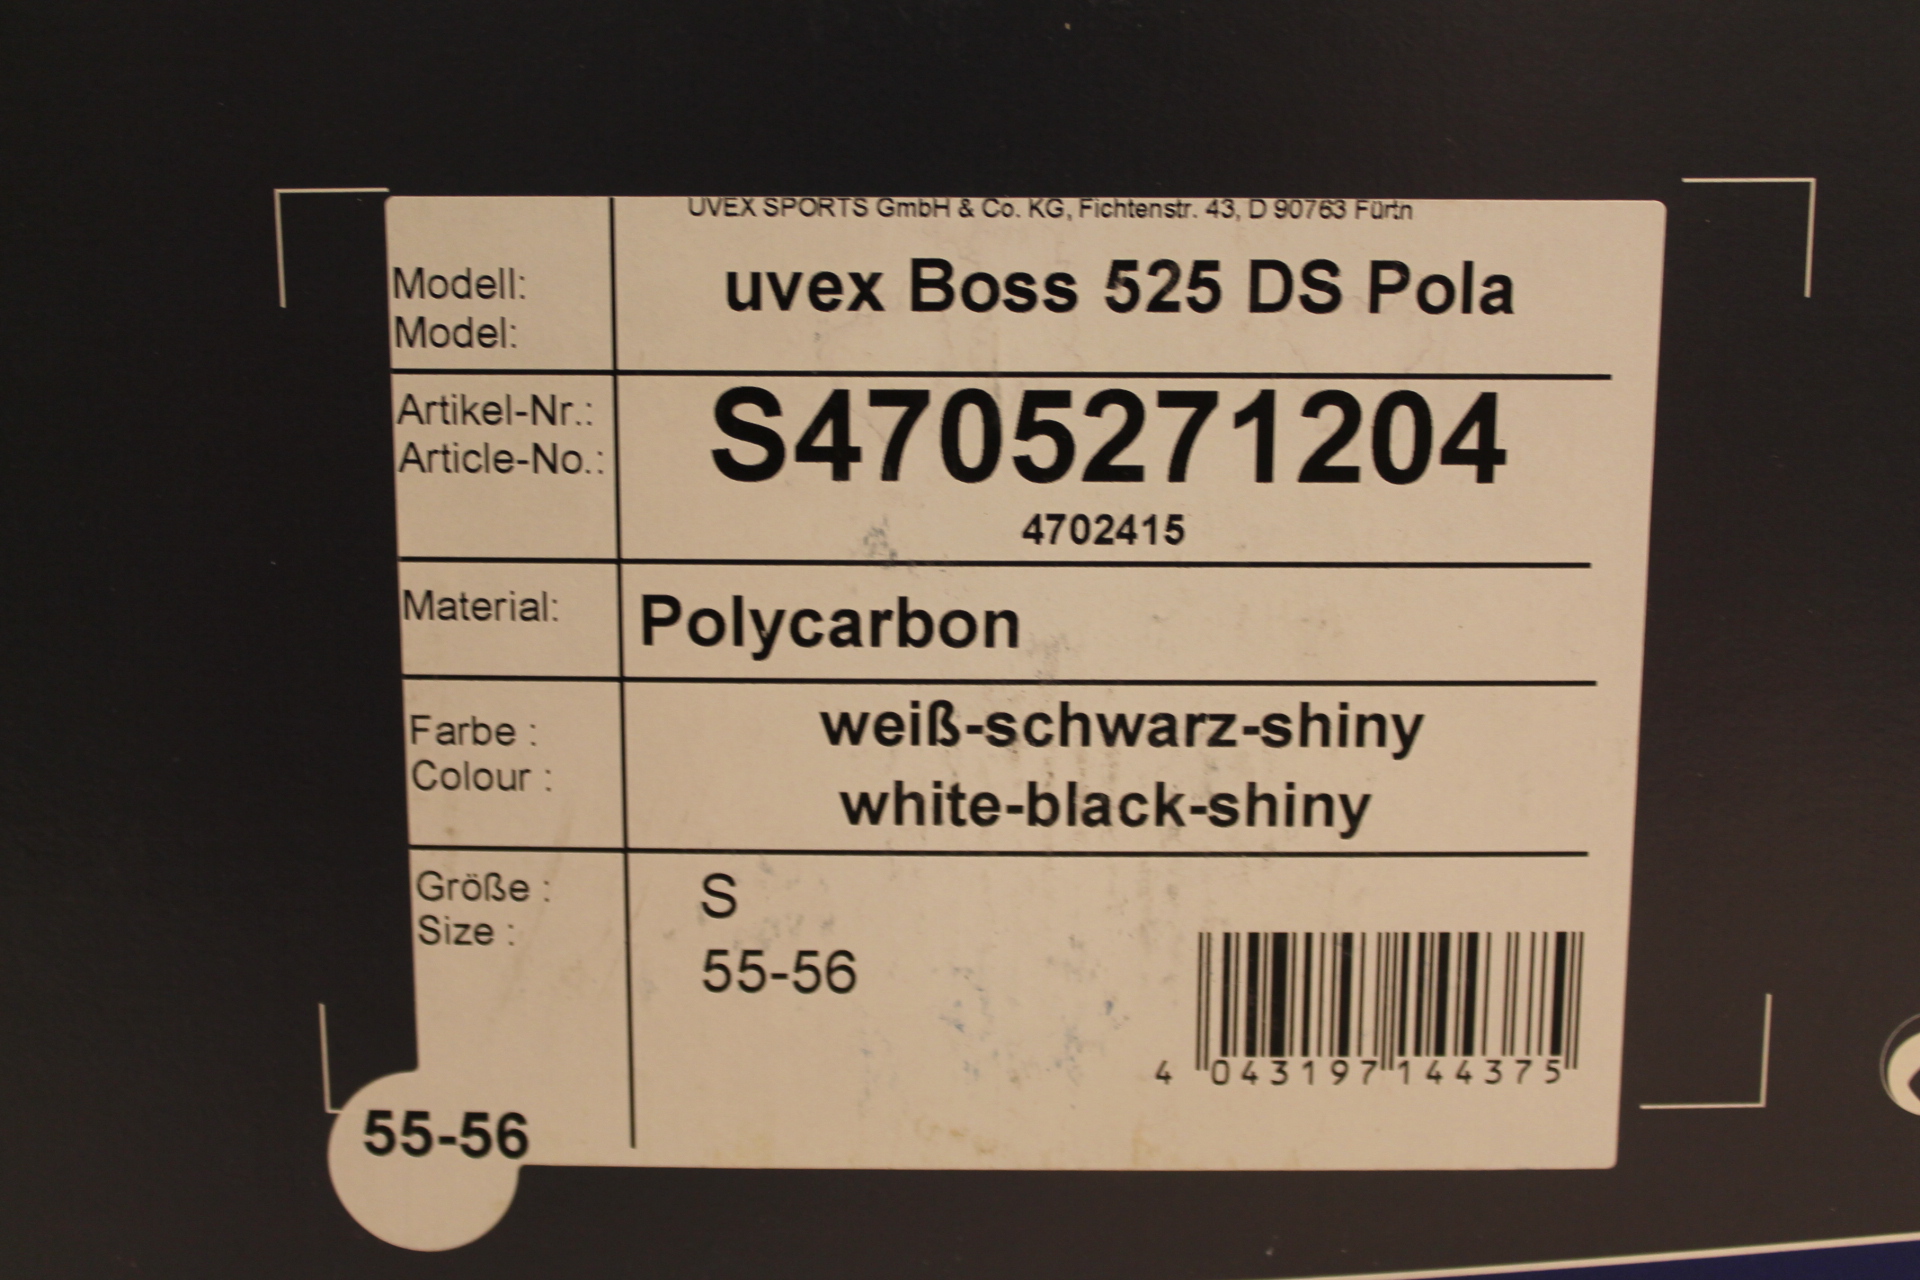 UVEX SPORTS GmbH & Co. KG, Fichtenstr. 43, D 90763 Fürth
Modell:
Model:
uvex Boss 525 DS Pola
Artikel-Nr.:
Article-No.:
S4705271204
4702415
Material:
Polycarbon
Farbe :
Colour :
weiß-schwarz-shiny
white-black-shiny
Größe :
Size :
S
55-56
4 043197 144375
55-56